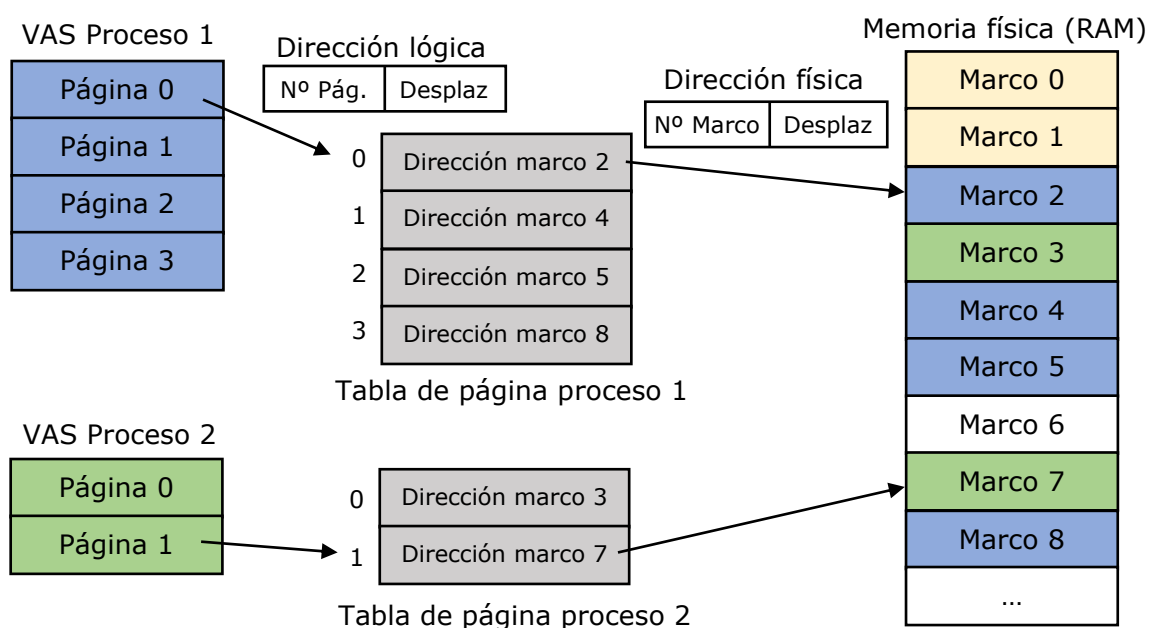 VAS Proceso 1
Página 0
Página 1
Página 2
Página 3
Dirección lógica
Nº Pág. Desplaz
0 Dirección marco 2
1 Dirección marco 4
2 Dirección marco 5
3 Dirección marco 8
Tabla de página proceso 1
Dirección física
Nº Marco Desplaz
VAS Proceso 2
Página 0
Página 1
0 Dirección marco 3
1 Dirección marco 7
Tabla de página proceso 2
Memoria física (RAM)
Marco 0
Marco 1
Marco 2
Marco 3
Marco 4
Marco 5
Marco 6
Marco 7
Marco 8
...